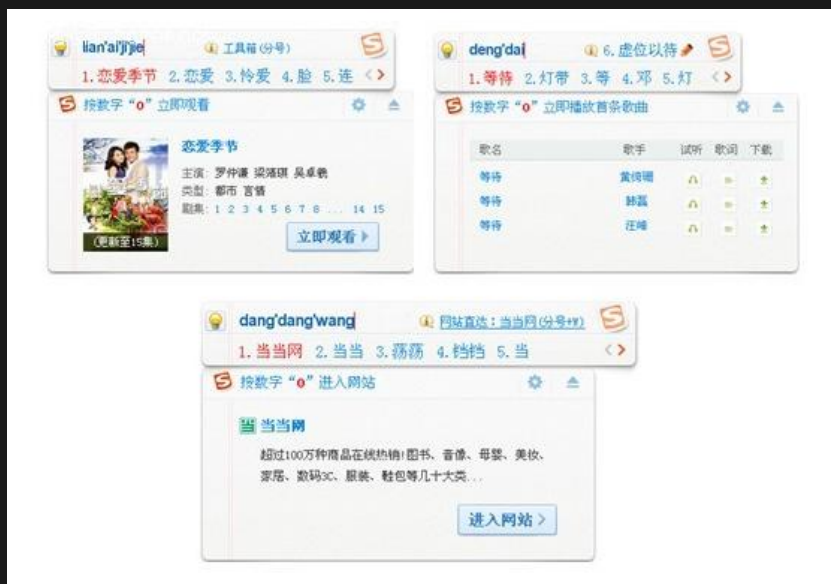 lian'ai'ji'jie 工具箱(分号)
1.恋爱季节 2.恋爱 3.怜爱 4.脸 5.连
按数字“0”立即观看
恋爱季节
主演: 罗仲谦 梁洛琪 吴卓羲
类型: 都市 言情
剧集: 1 2 3 4 5 6 7 8 ... 14 15
(更新至15集)
立即观看
deng'dai 6.虚位以待
1.等待 2.灯带 3.等 4.邓 5.灯
按数字“0”立即播放首条歌曲
歌名 歌手 试听 歌词 下载
等待 黄绮珊
等待 韩磊
等待 汪峰
dang'dang'wang 网站直达：当当网(分号+W)
1.当当网 2.当当 3.荡荡 4.铛铛 5.当
按数字“0”进入网站
当 当当网
超过100万种商品在线热销!图书、音像、母婴、美妆、
家居、数码3C、服装、鞋包等几十大类...
进入网站